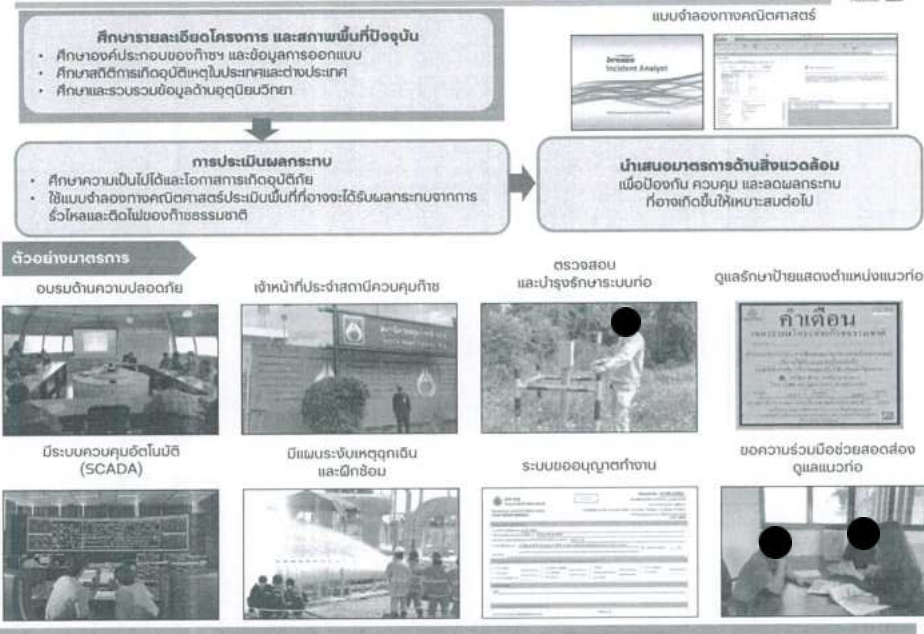 ศึกษารายละเอียดโครงการ และสภาพพื้นที่ปัจจุบัน
• ศึกษาองค์ประกอบของก๊าซฯ และข้อมูลการออกแบบ
• ศึกษาสถิติการเกิดอุบัติเหตุในประเทศและต่างประเทศ
• ศึกษาและรวบรวมข้อมูลด้านอุตุนิยมวิทยา
แบบจำลองทางคณิตศาสตร์
breeze
Incident Analyst
การประเมินผลกระทบ
• ศึกษาความเป็นไปได้และโอกาสการเกิดอุบัติภัย
• ใช้แบบจำลองทางคณิตศาสตร์ประเมินพื้นที่ที่อาจจะได้รับผลกระทบจากการ
รั่วไหลและติดไฟของก๊าซธรรมชาติ
นำเสนอมาตรการด้านสิ่งแวดล้อม
เพื่อป้องกัน ควบคุม และลดผลกระทบ
ที่อาจเกิดขึ้นให้เหมาะสมต่อไป
ตัวอย่างมาตรการ
อบรมด้านความปลอดภัย
เจ้าหน้าที่ประจำสถานีควบคุมก๊าซ
ตรวจสอบ
และบำรุงรักษาระบบท่อ
ดูแลรักษาป้ายแสดงตำแหน่งแนวท่อ
คำเตือน
มีระบบควบคุมอัตโนมัติ
(SCADA)
มีแผนระงับเหตุฉุกเฉิน
และฝึกซ้อม
ระบบขออนุญาตทำงาน
ขอความร่วมมือช่วยสอดส่อง
ดูแลแนวท่อ